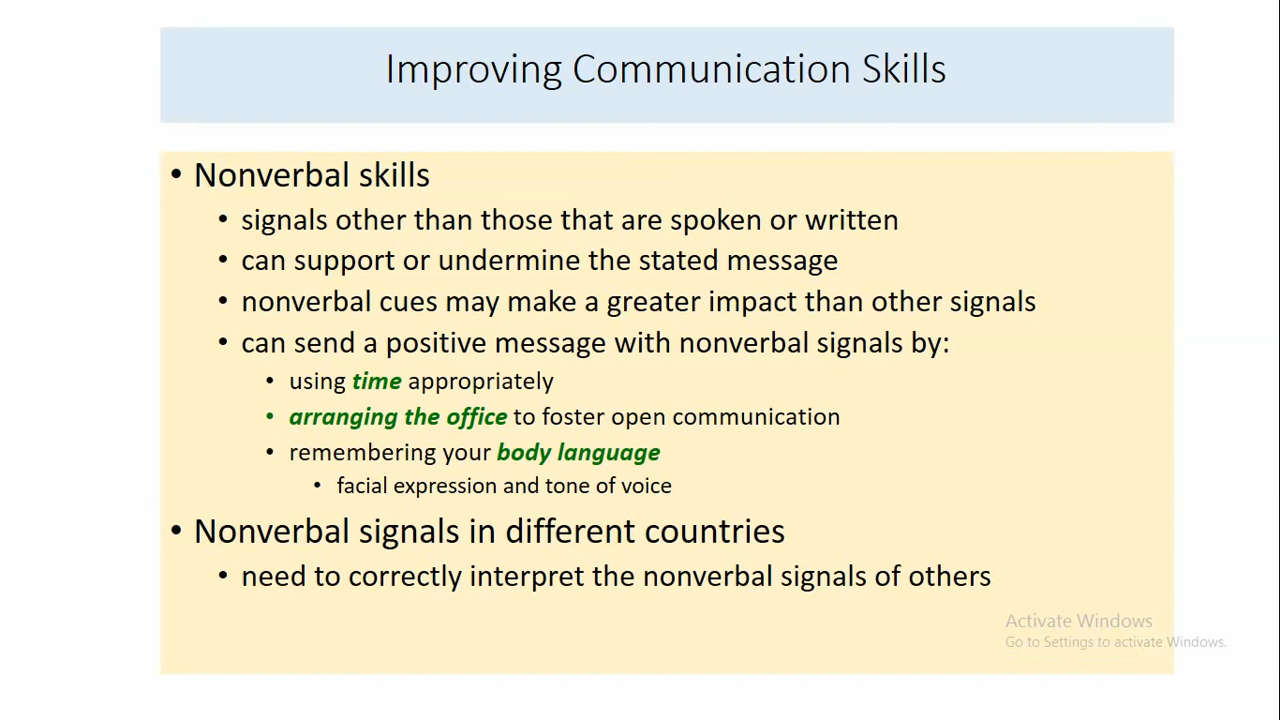 Improving Communication Skills
• Nonverbal skills
• signals other than those that are spoken or written
• can support or undermine the stated message
• nonverbal cues may make a greater impact than other signals
• can send a positive message with nonverbal signals by:
• using time appropriately
• arranging the office to foster open communication
• remembering your body language
• facial expression and tone of voice
• Nonverbal signals in different countries
• need to correctly interpret the nonverbal signals of others
Activate Windows
Go to Settings to activate Windows.